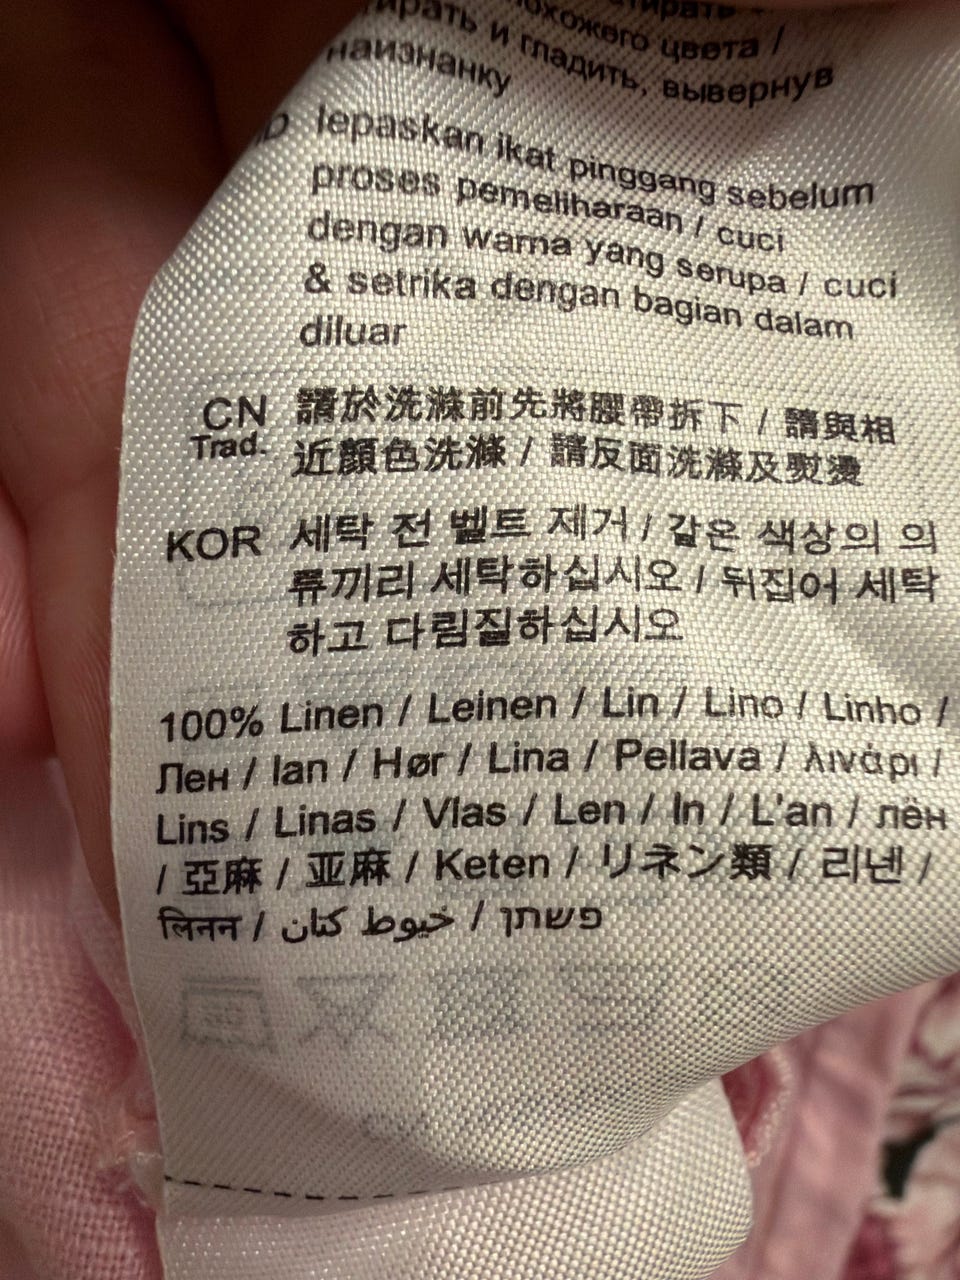 стирать
похожего цвета /
и гладить, вывернув
наизнанку
lepaskan ikat pinggang sebelum
proses pemeliharaan / cuci
dengan warna yang serupa / cuci
& setrika dengan bagian dalam
diluar
CN Trad. 請於洗滌前先將腰帶拆下 / 請與相
近顏色洗滌 / 請反面洗滌及熨燙
KOR 세탁 전 벨트 제거 / 같은 색상의 의
류끼리 세탁하십시오 / 뒤집어 세탁
하고 다림질하십시오
100% Linen / Leinen / Lin / Lino / Linho /
Лен / Ian / Hør / Lina / Pellava / λινάρι /
Lins / Linas / Vlas / Len / In / L'an / лён
/ 亞麻 / 亚麻 / Keten / リネン類 / 리넨 /
लिनन / خيوط كتان / פשתן